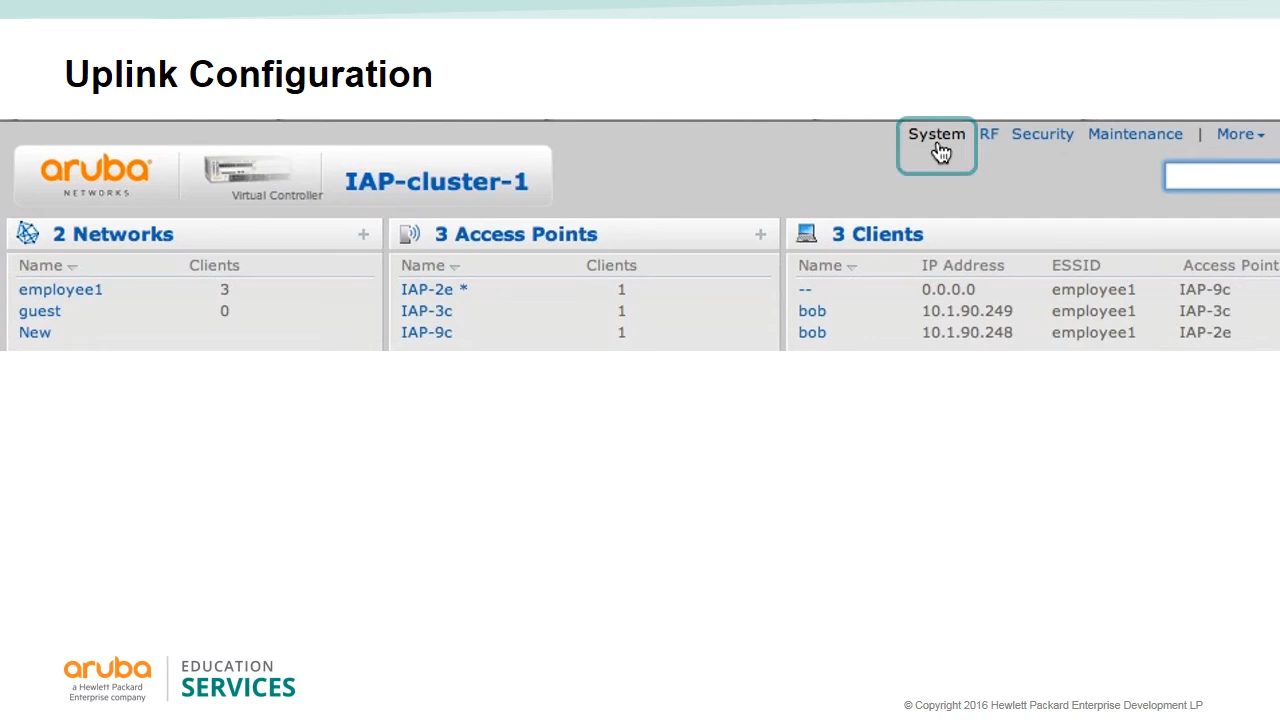 Uplink Configuration
System RF Security Maintenance | More
aruba
NETWORKS
Virtual Controller
IAP-cluster-1
2 Networks +
Name Clients
employee1 3
guest 0
New
3 Access Points +
Name Clients
IAP-2e * 1
IAP-3c 1
IAP-9c 1
3 Clients
Name IP Address ESSID Access Point
-- 0.0.0.0 employee1 IAP-9c
bob 10.1.90.249 employee1 IAP-3c
bob 10.1.90.248 employee1 IAP-2e
aruba
a Hewlett Packard
Enterprise company
EDUCATION
SERVICES
© Copyright 2016 Hewlett Packard Enterprise Development LP